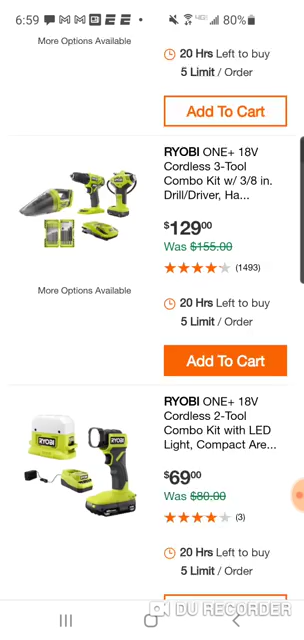 6:59
80%
More Options Available
20 Hrs Left to buy
5 Limit / Order
Add To Cart
RYOBI ONE+ 18V
Cordless 3-Tool
Combo Kit w/ 3/8 in.
Drill/Driver, Ha...
$129⁰⁰
Was $155.00
(1493)
More Options Available
20 Hrs Left to buy
5 Limit / Order
Add To Cart
RYOBI ONE+ 18V
Cordless 2-Tool
Combo Kit with LED
Light, Compact Are...
RYOBI
RYOBI
$69⁰⁰
Was $80.00
(3)
20 Hrs Left to buy
5 Limit / Order
DU RECORDER